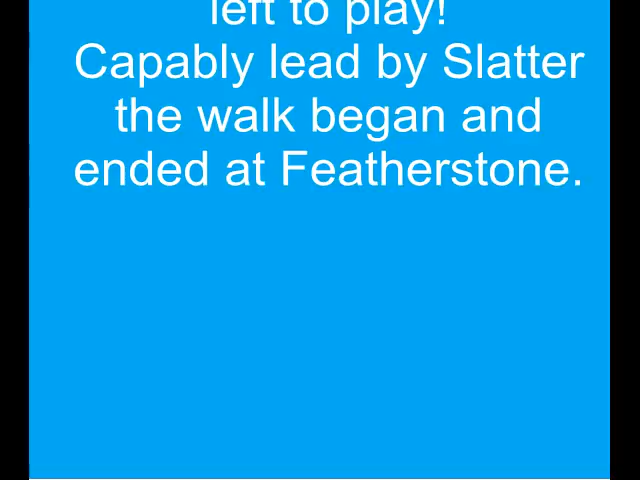 left to play!
Capably lead by Slatter
the walk began and
ended at Featherstone.